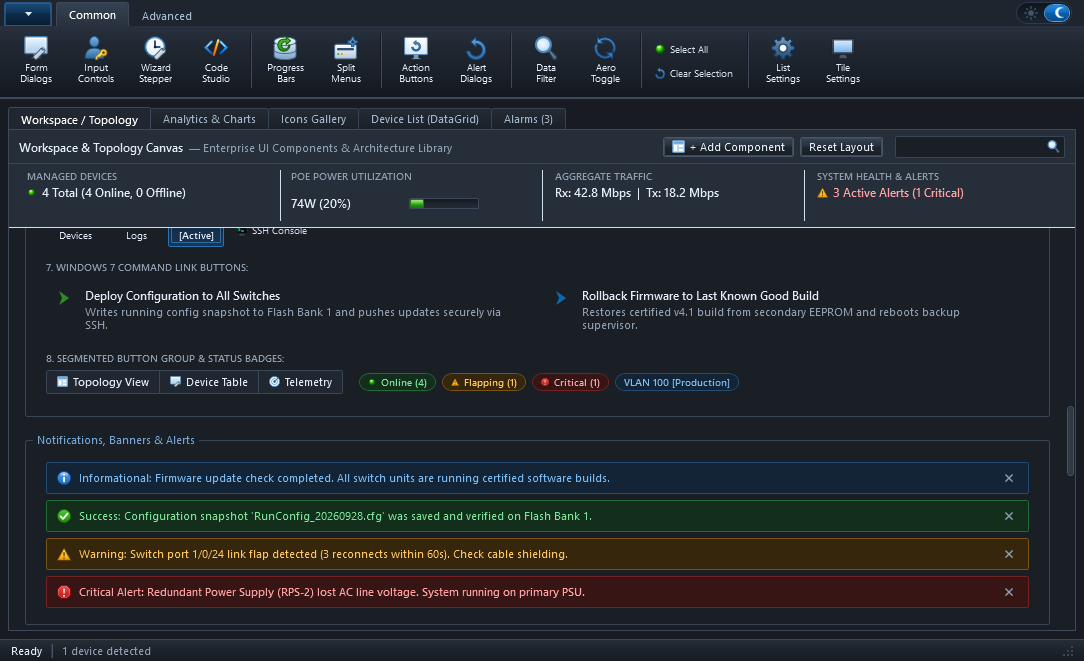 Common
Advanced
Form Dialogs
Input Controls
Wizard Stepper
Code Studio
Progress Bars
Split Menus
Action Buttons
Alert Dialogs
Data Filter
Aero Toggle
Select All
Clear Selection
List Settings
Tile Settings
Workspace / Topology
Analytics & Charts
Icons Gallery
Device List (DataGrid)
Alarms (3)
Workspace & Topology Canvas — Enterprise UI Components & Architecture Library
+ Add Component
Reset Layout
MANAGED DEVICES
4 Total (4 Online, 0 Offline)
POE POWER UTILIZATION
74W (20%)
AGGREGATE TRAFFIC
Rx: 42.8 Mbps | Tx: 18.2 Mbps
SYSTEM HEALTH & ALERTS
3 Active Alerts (1 Critical)
Devices
Logs
[Active]
SSH Console
7. WINDOWS 7 COMMAND LINK BUTTONS:
Deploy Configuration to All Switches
Writes running config snapshot to Flash Bank 1 and pushes updates securely via
SSH.
Rollback Firmware to Last Known Good Build
Restores certified v4.1 build from secondary EEPROM and reboots backup
supervisor.
8. SEGMENTED BUTTON GROUP & STATUS BADGES:
Topology View
Device Table
Telemetry
Online (4)
Flapping (1)
Critical (1)
VLAN 100 [Production]
Notifications, Banners & Alerts
Informational: Firmware update check completed. All switch units are running certified software builds.
Success: Configuration snapshot 'RunConfig_20260928.cfg' was saved and verified on Flash Bank 1.
Warning: Switch port 1/0/24 link flap detected (3 reconnects within 60s). Check cable shielding.
Critical Alert: Redundant Power Supply (RPS-2) lost AC line voltage. System running on primary PSU.
Ready
1 device detected